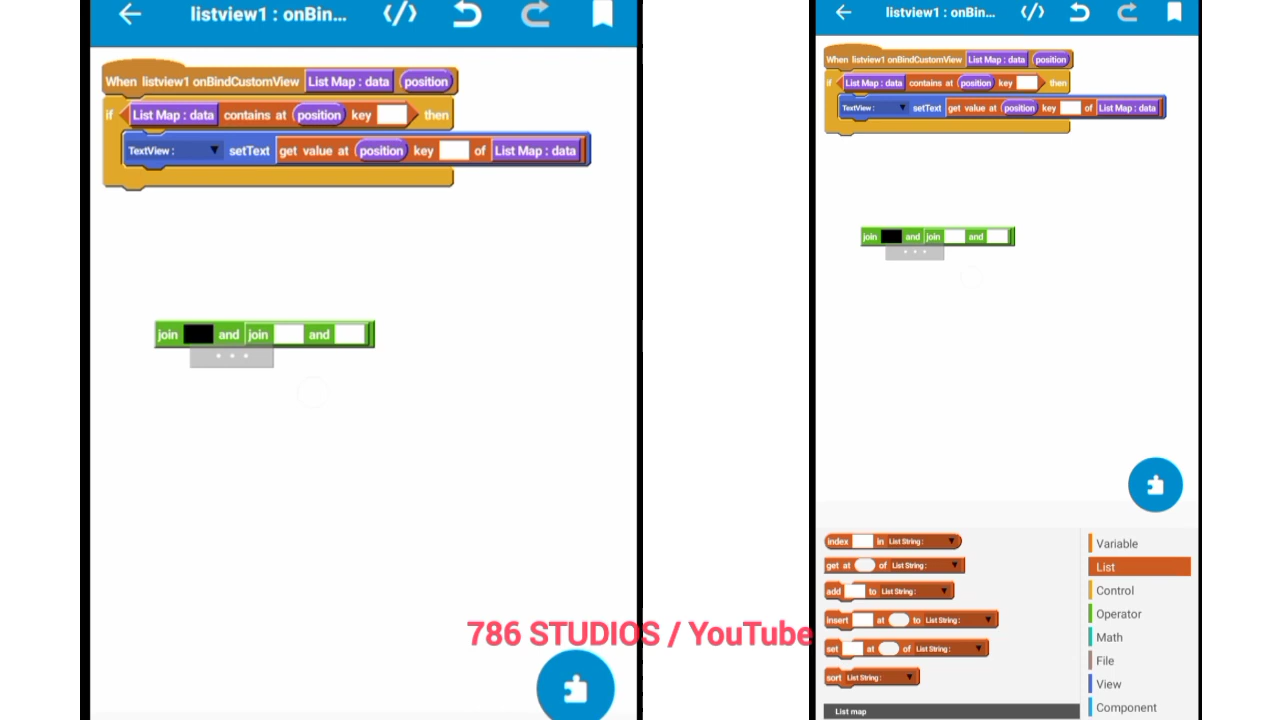 listview1 : onBin...
When listview1 onBindCustomView List Map : data position
if List Map : data contains at position key then
TextView : setText get value at position key of List Map : data
join and join and
listview1 : onBin...
When listview1 onBindCustomView List Map : data position
if List Map : data contains at position key then
TextView : setText get value at position key of List Map : data
join and join and
index in List String :
get at of List String :
add to List String :
insert at to List String :
set at of List String :
sort List String :
List map
Variable
List
Control
Operator
Math
File
View
Component
786 STUDIOS / YouTube